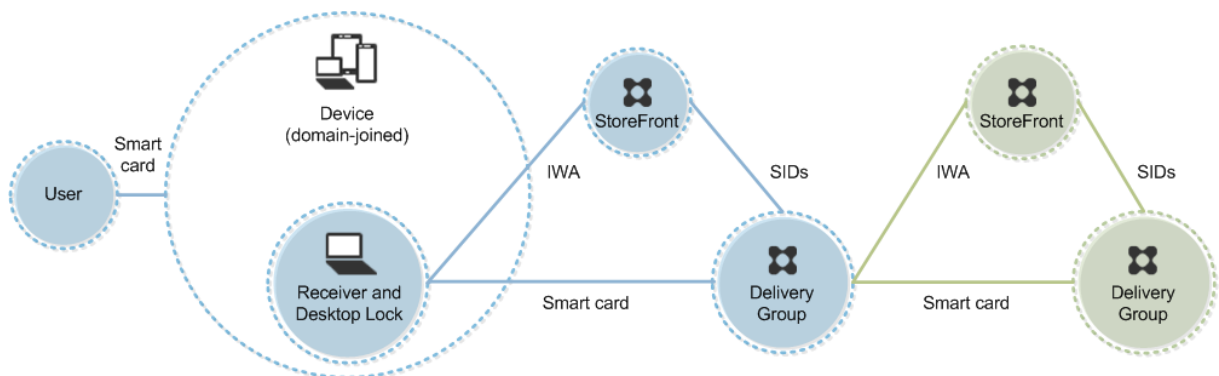 User
Smart
card
Device
(domain-joined)
Receiver and
Desktop Lock
IWA
StoreFront
SIDs
Smart card
Delivery
Group
IWA
StoreFront
SIDs
Smart card
Delivery
Group